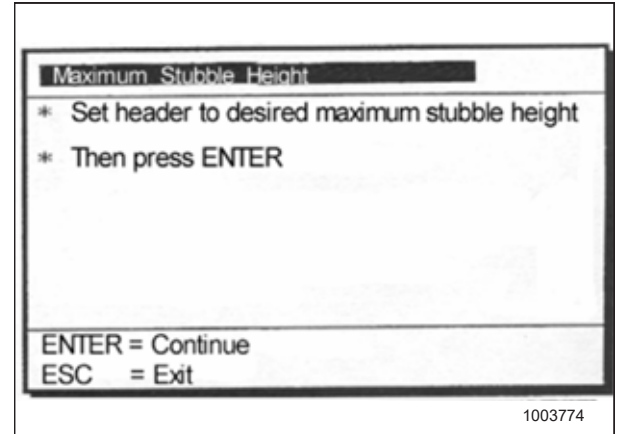 Maximum Stubble Height
* Set header to desired maximum stubble height
* Then press ENTER
ENTER = Continue
ESC = Exit
1003774